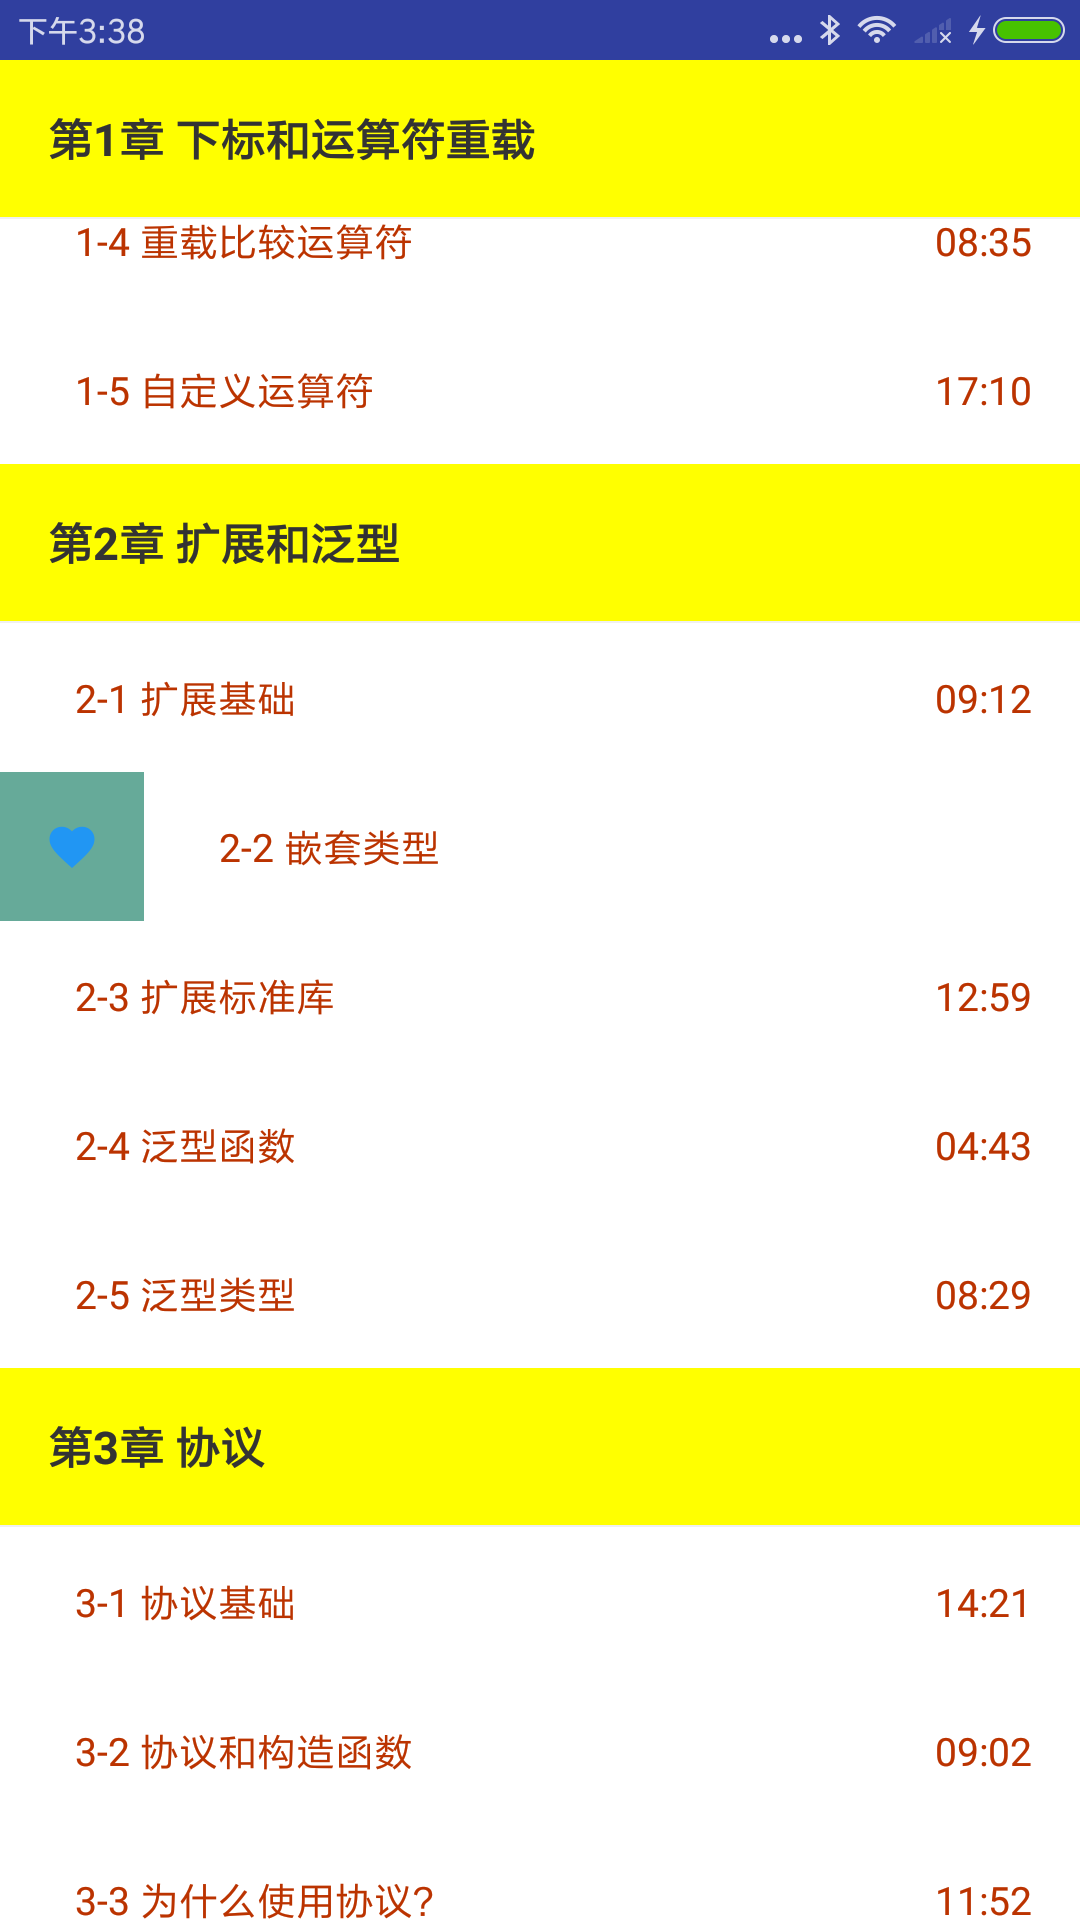 下午3:38
第1章 下标和运算符重载
1-4 重载比较运算符 08:35
1-5 自定义运算符 17:10
第2章 扩展和泛型
2-1 扩展基础 09:12
2-2 嵌套类型
2-3 扩展标准库 12:59
2-4 泛型函数 04:43
2-5 泛型类型 08:29
第3章 协议
3-1 协议基础 14:21
3-2 协议和构造函数 09:02
3-3 为什么使用协议? 11:52